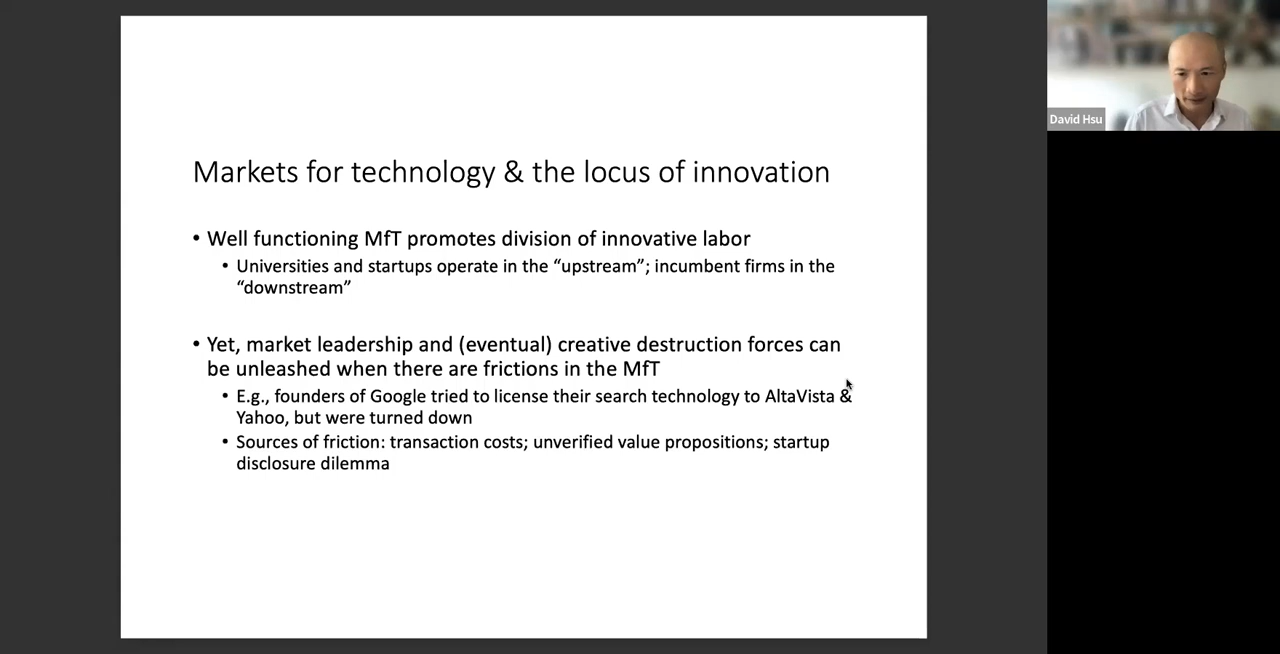 Markets for technology & the locus of innovation
• Well functioning MfT promotes division of innovative labor
• Universities and startups operate in the “upstream”; incumbent firms in the
“downstream”
• Yet, market leadership and (eventual) creative destruction forces can
be unleashed when there are frictions in the MfT
• E.g., founders of Google tried to license their search technology to AltaVista &
Yahoo, but were turned down
• Sources of friction: transaction costs; unverified value propositions; startup
disclosure dilemma
David Hsu